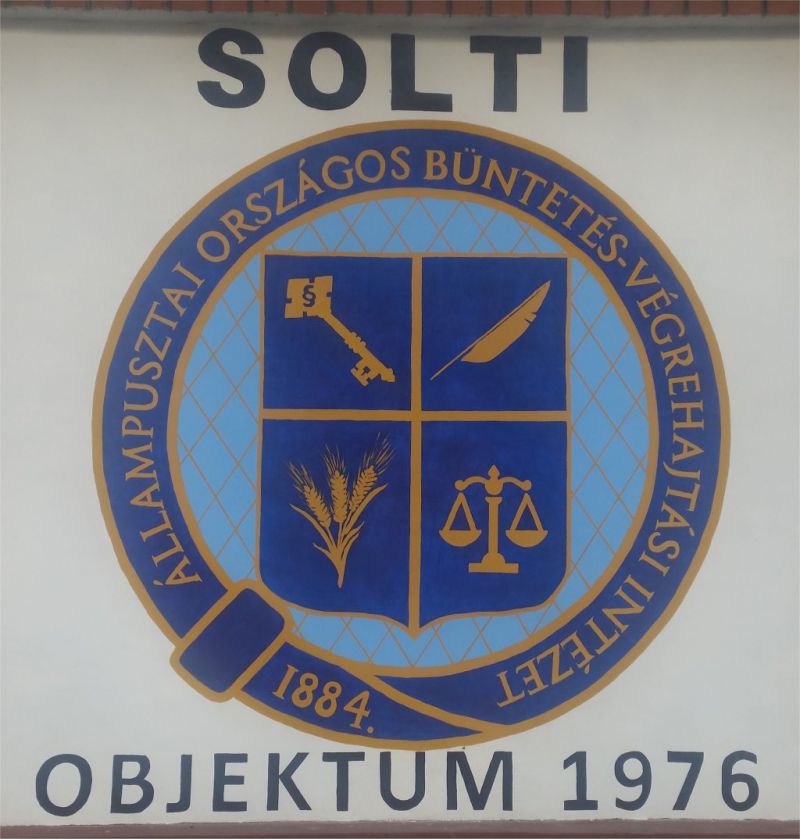 SOLTI
ÁLLAMPUSZTAI ORSZÁGOS BÜNTETÉS-VÉGREHAJTÁSI INTÉZET
§
1884.
OBJEKTUM 1976